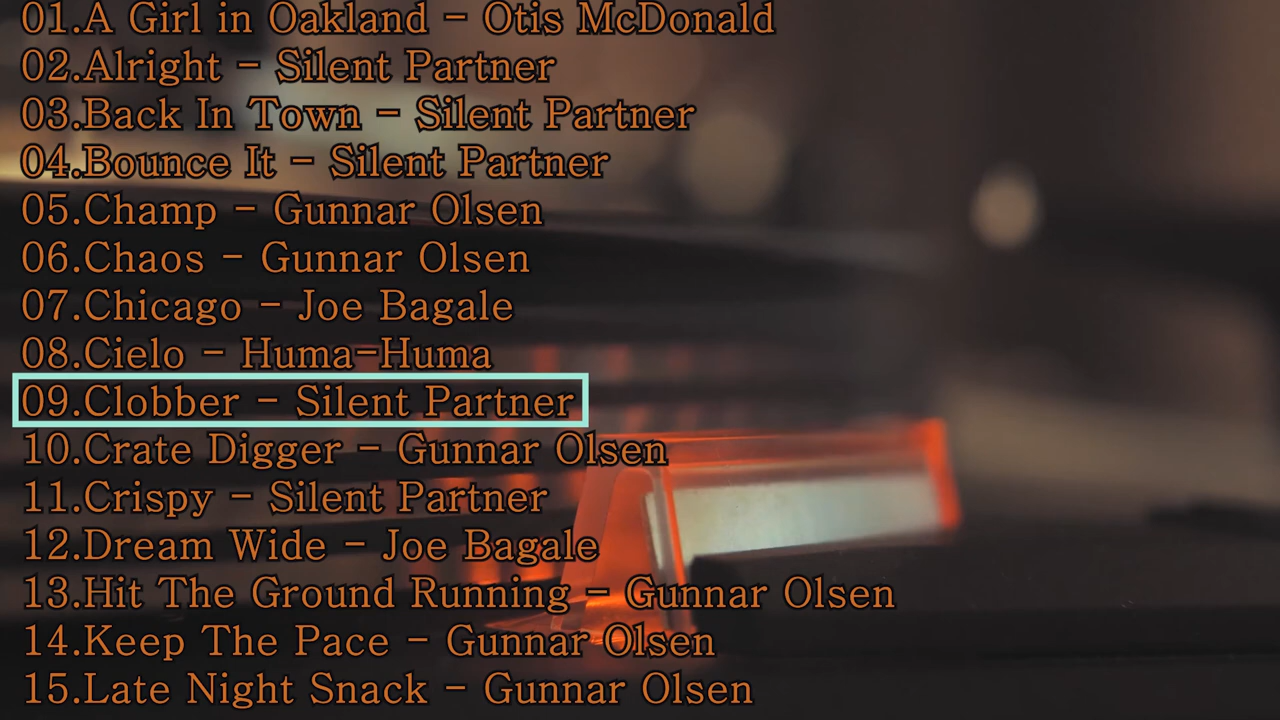 01.A Girl in Oakland - Otis McDonald
02.Alright - Silent Partner
03.Back In Town - Silent Partner
04.Bounce It - Silent Partner
05.Champ - Gunnar Olsen
06.Chaos - Gunnar Olsen
07.Chicago - Joe Bagale
08.Cielo - Huma-Huma
09.Clobber - Silent Partner
10.Crate Digger - Gunnar Olsen
11.Crispy - Silent Partner
12.Dream Wide - Joe Bagale
13.Hit The Ground Running - Gunnar Olsen
14.Keep The Pace - Gunnar Olsen
15.Late Night Snack - Gunnar Olsen